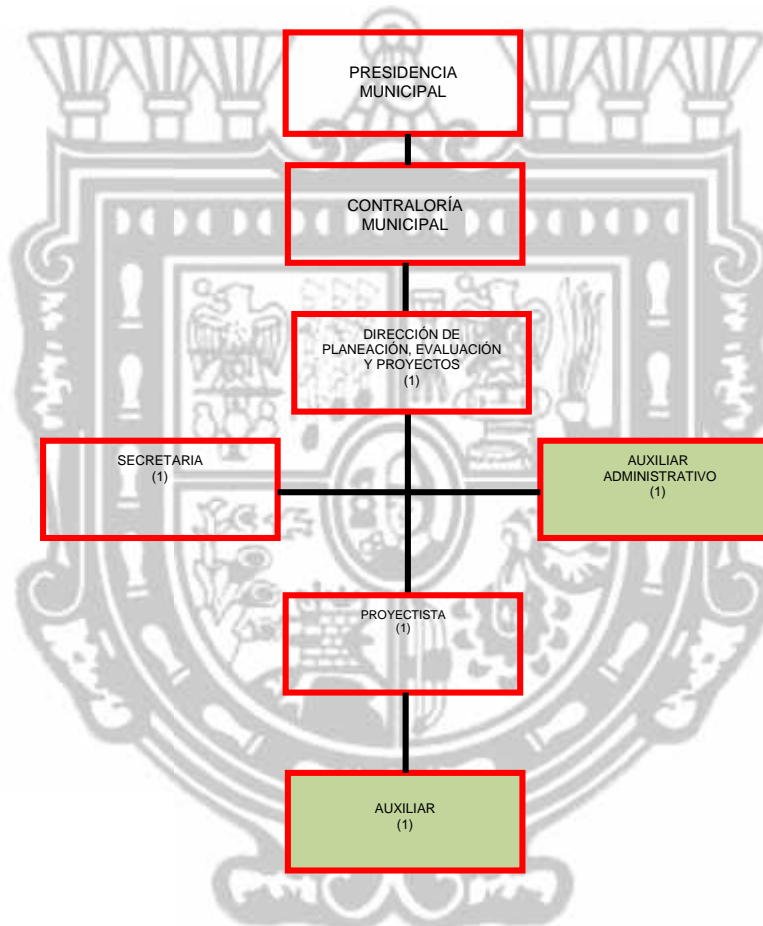 PRESIDENCIA
MUNICIPAL
CONTRALORÍA
MUNICIPAL
DIRECCIÓN DE
PLANEACIÓN, EVALUACIÓN
Y PROYECTOS
(1)
SECRETARIA
(1)
AUXILIAR
ADMINISTRATIVO
(1)
PROYECTISTA
(1)
AUXILIAR
(1)